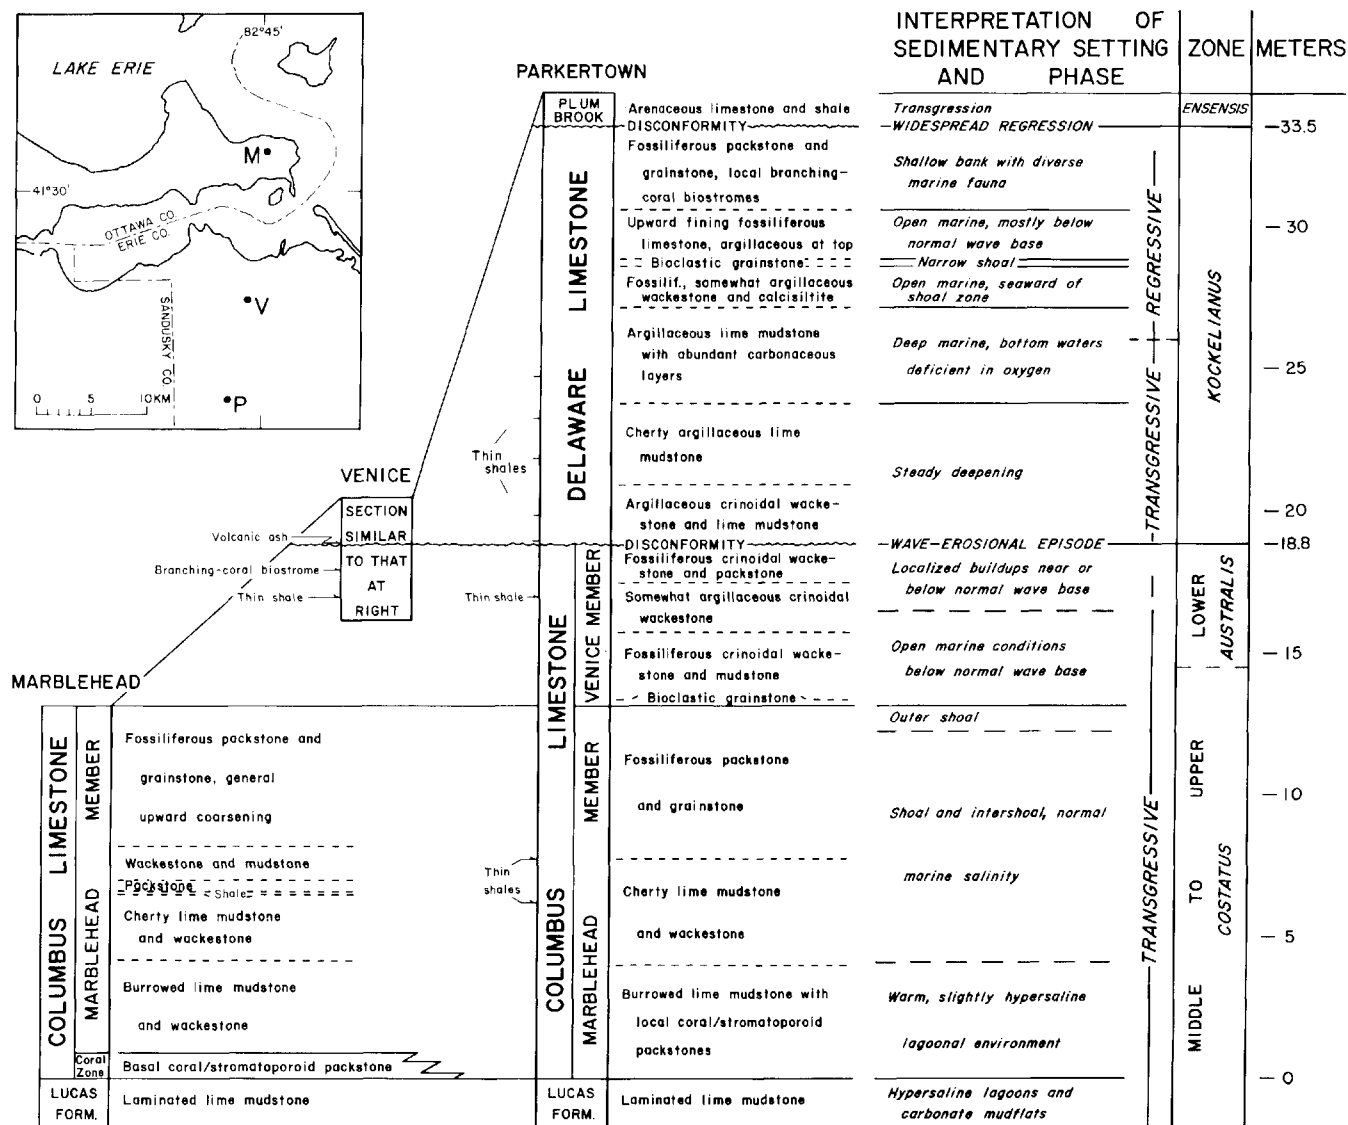 82°45'
LAKE ERIE
M
41°30'
OTTAWA CO.
ERIE CO.
SANDUSKY CO.
V
P
0 5 10 KM
MARBLEHEAD
COLUMBUS LIMESTONE
MARBLEHEAD MEMBER
Fossiliferous packstone and
grainstone, general
upward coarsening
Wackestone and mudstone
Packstone
Shale
Cherty lime mudstone
and wackestone
Burrowed lime mudstone
and wackestone
Coral
Zone
Basal coral/stromatoporoid packstone
LUCAS
FORM.
Laminated lime mudstone
VENICE
SECTION
SIMILAR
TO THAT
AT
RIGHT
Volcanic ash
Branching-coral biostrome
Thin shale
PARKERTOWN
PLUM
BROOK
Arenaceous limestone and shale
DISCONFORMITY
DELAWARE LIMESTONE
Fossiliferous packstone and
grainstone, local branching-
coral biostromes
Upward fining fossiliferous
limestone, argillaceous at top
Bioclastic grainstone
Fossilif., somewhat argillaceous
wackestone and calcisiltite
Argillaceous lime mudstone
with abundant carbonaceous
layers
Thin
shales
Cherty argillaceous lime
mudstone
Argillaceous crinoidal wacke-
stone and lime mudstone
DISCONFORMITY
COLUMBUS LIMESTONE
VENICE MEMBER
Fossiliferous crinoidal wacke-
stone and packstone
Thin shale
Somewhat argillaceous crinoidal
wackestone
Fossiliferous crinoidal wacke-
stone and mudstone
Bioclastic grainstone
MARBLEHEAD MEMBER
Fossiliferous packstone
and grainstone
Thin
shales
Cherty lime mudstone
and wackestone
Burrowed lime mudstone with
local coral/stromatoporoid
packstones
LUCAS
FORM.
Laminated lime mudstone
INTERPRETATION OF
SEDIMENTARY SETTING
AND PHASE
Transgression
WIDESPREAD REGRESSION
Shallow bank with diverse
marine fauna
Open marine, mostly below
normal wave base
Narrow shoal
Open marine, seaward of
shoal zone
Deep marine, bottom waters
deficient in oxygen
Steady deepening
WAVE-EROSIONAL EPISODE
Localized buildups near or
below normal wave base
Open marine conditions
below normal wave base
Outer shoal
Shoal and intershoal, normal
marine salinity
Warm, slightly hypersaline
lagoonal environment
Hypersaline lagoons and
carbonate mudflats
REGRESSIVE
TRANSGRESSIVE
TRANSGRESSIVE
ZONE
ENSENSIS
KOCKELIANUS
LOWER
AUSTRALIS
MIDDLE TO UPPER
COSTATUS
METERS
33.5
30
25
20
18.8
15
10
5
0